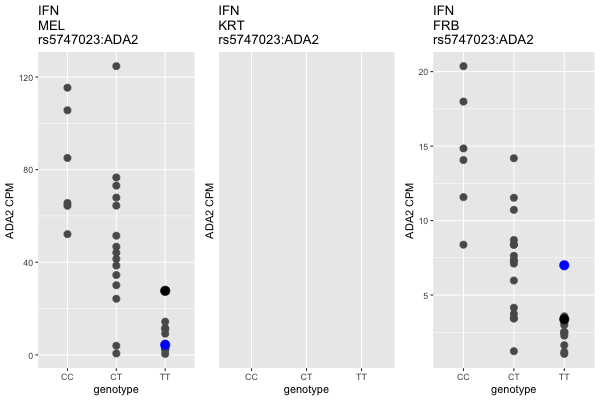 IFN
MEL
rs5747023:ADA2
IFN
KRT
rs5747023:ADA2
IFN
FRB
rs5747023:ADA2
ADA2 CPM
120
80
40
0
CC
CT
TT
genotype
ADA2 CPM
CC
CT
TT
genotype
ADA2 CPM
20
15
10
5
CC
CT
TT
genotype